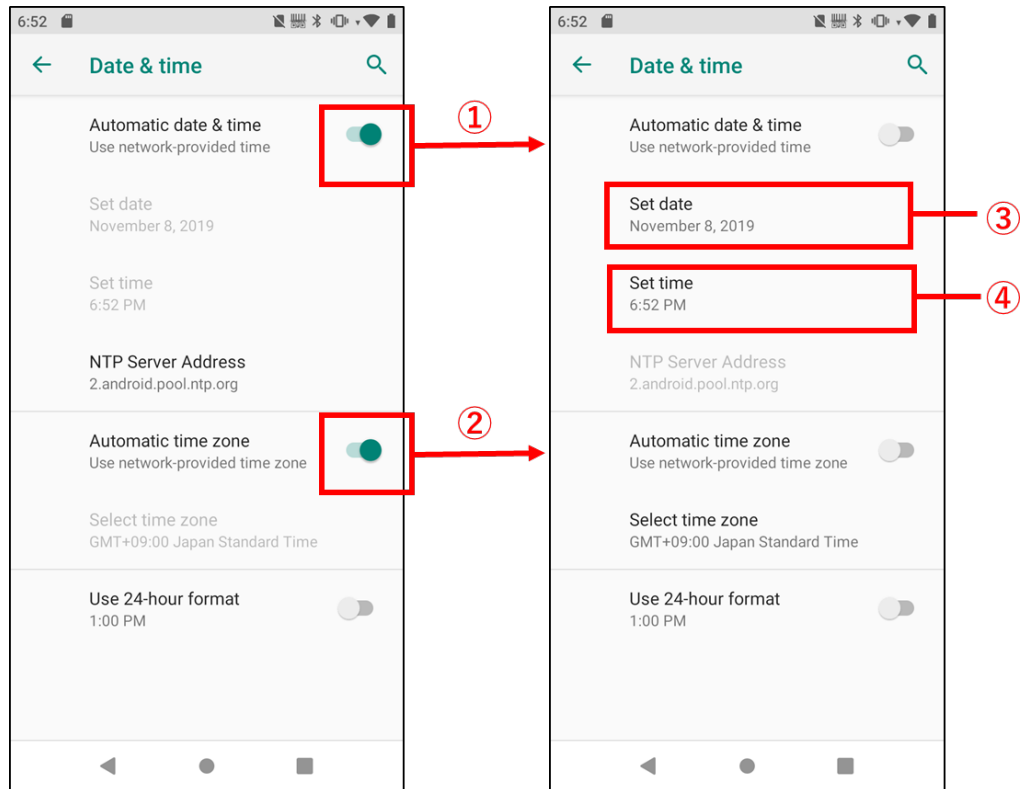 6:52
Date & time
Automatic date & time
Use network-provided time
Set date
November 8, 2019
Set time
6:52 PM
NTP Server Address
2.android.pool.ntp.org
Automatic time zone
Use network-provided time zone
Select time zone
GMT+09:00 Japan Standard Time
Use 24-hour format
1:00 PM
①
②
6:52
Date & time
Automatic date & time
Use network-provided time
Set date
November 8, 2019
Set time
6:52 PM
NTP Server Address
2.android.pool.ntp.org
Automatic time zone
Use network-provided time zone
Select time zone
GMT+09:00 Japan Standard Time
Use 24-hour format
1:00 PM
③
④